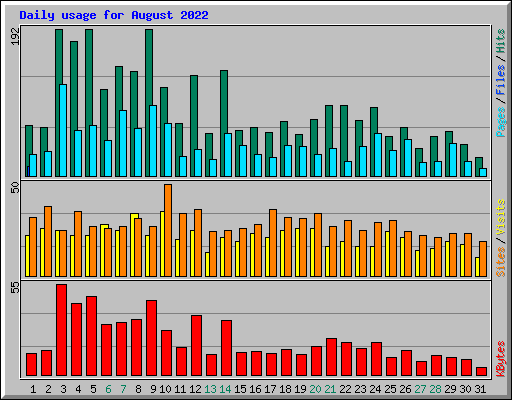 Daily usage for August 2022
192
Pages / Files / Hits
50
Sites / Visits
55
KBytes
1 2 3 4 5 6 7 8 9 10 11 12 13 14 15 16 17 18 19 20 21 22 23 24 25 26 27 28 29 30 31